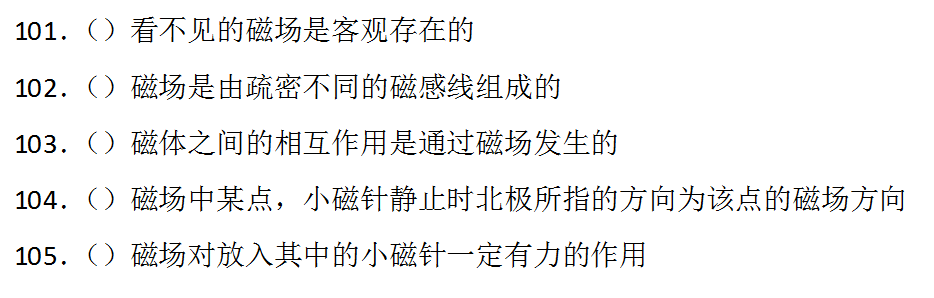 101.（）看不见的磁场是客观存在的
102.（）磁场是由疏密不同的磁感线组成的
103.（）磁体之间的相互作用是通过磁场发生的
104.（）磁场中某点，小磁针静止时北极所指的方向为该点的磁场方向
105.（）磁场对放入其中的小磁针一定有力的作用